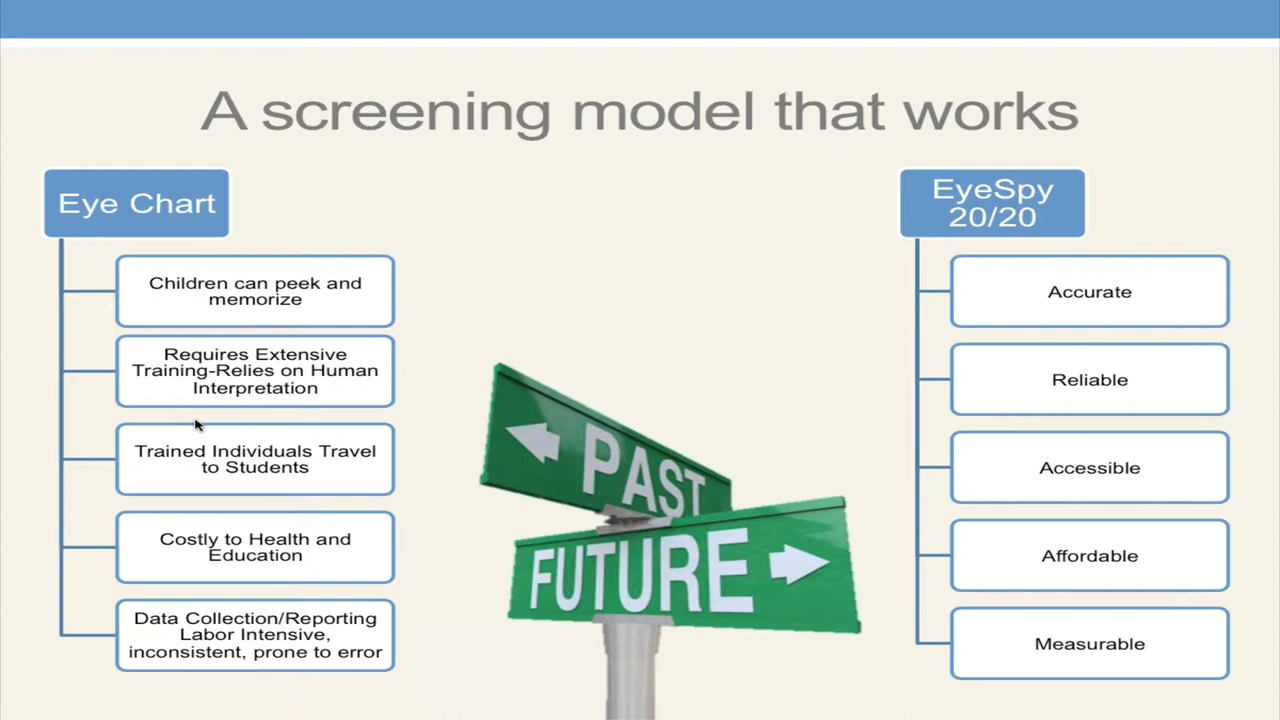 A screening model that works
Eye Chart
Children can peek and
memorize
Requires Extensive
Training-Relies on Human
Interpretation
Trained Individuals Travel
to Students
Costly to Health and
Education
Data Collection/Reporting
Labor Intensive,
inconsistent, prone to error
PAST
FUTURE
EyeSpy
20/20
Accurate
Reliable
Accessible
Affordable
Measurable